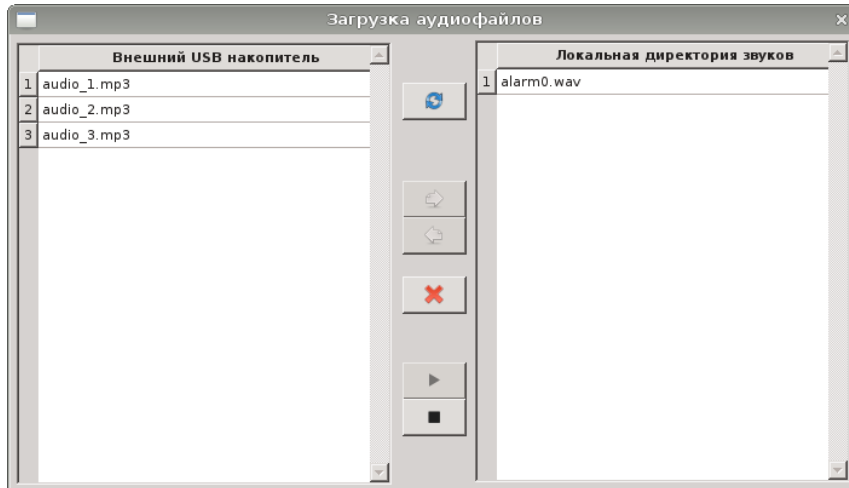 Загрузка аудиофайлов
Внешний USB накопитель
1 audio_1.mp3
2 audio_2.mp3
3 audio_3.mp3
Локальная директория звуков
1 alarm0.wav